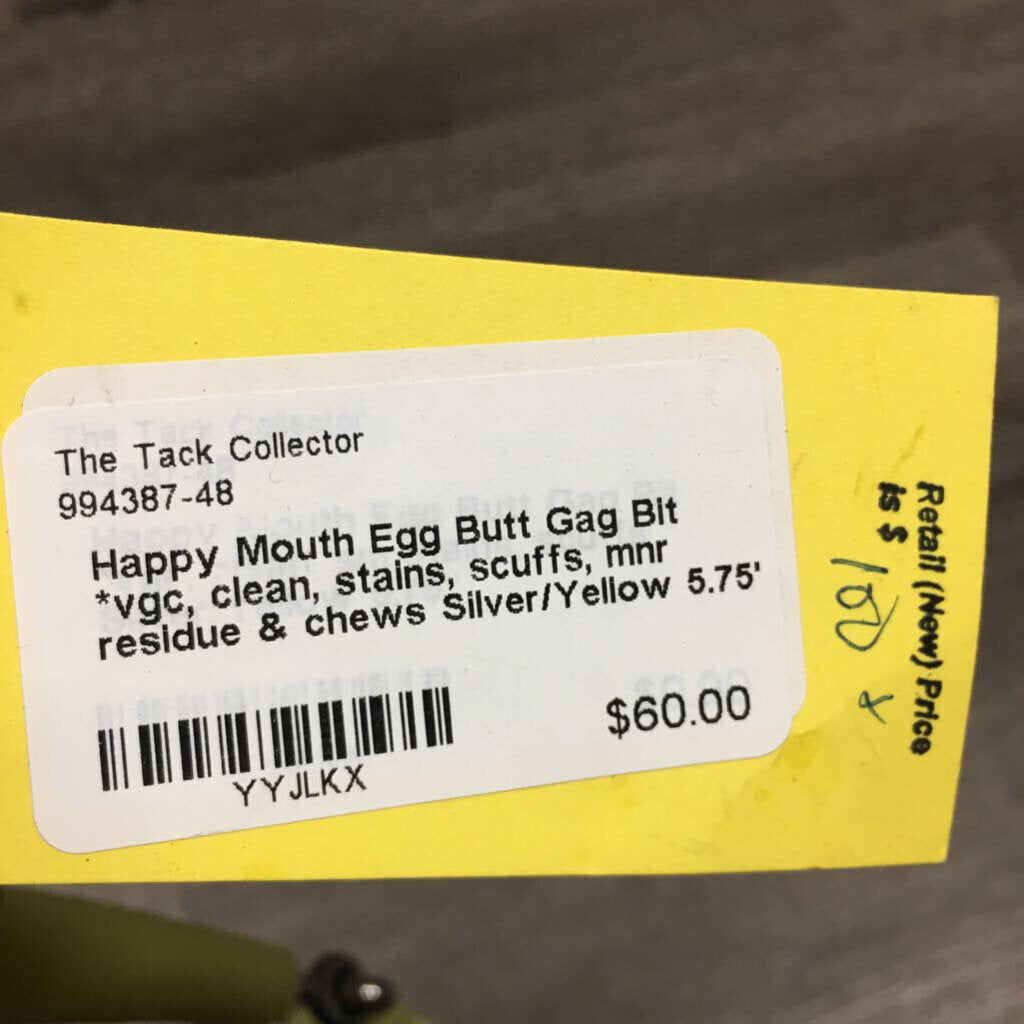 The Tack Collector
994387-48
Happy Mouth Egg Butt Gag Bit
*vgc, clean, stains, scuffs, mnr
residue & chews Silver/Yellow 5.75'
$60.00
YYJLKX
Retail (New) Price
is $ 100